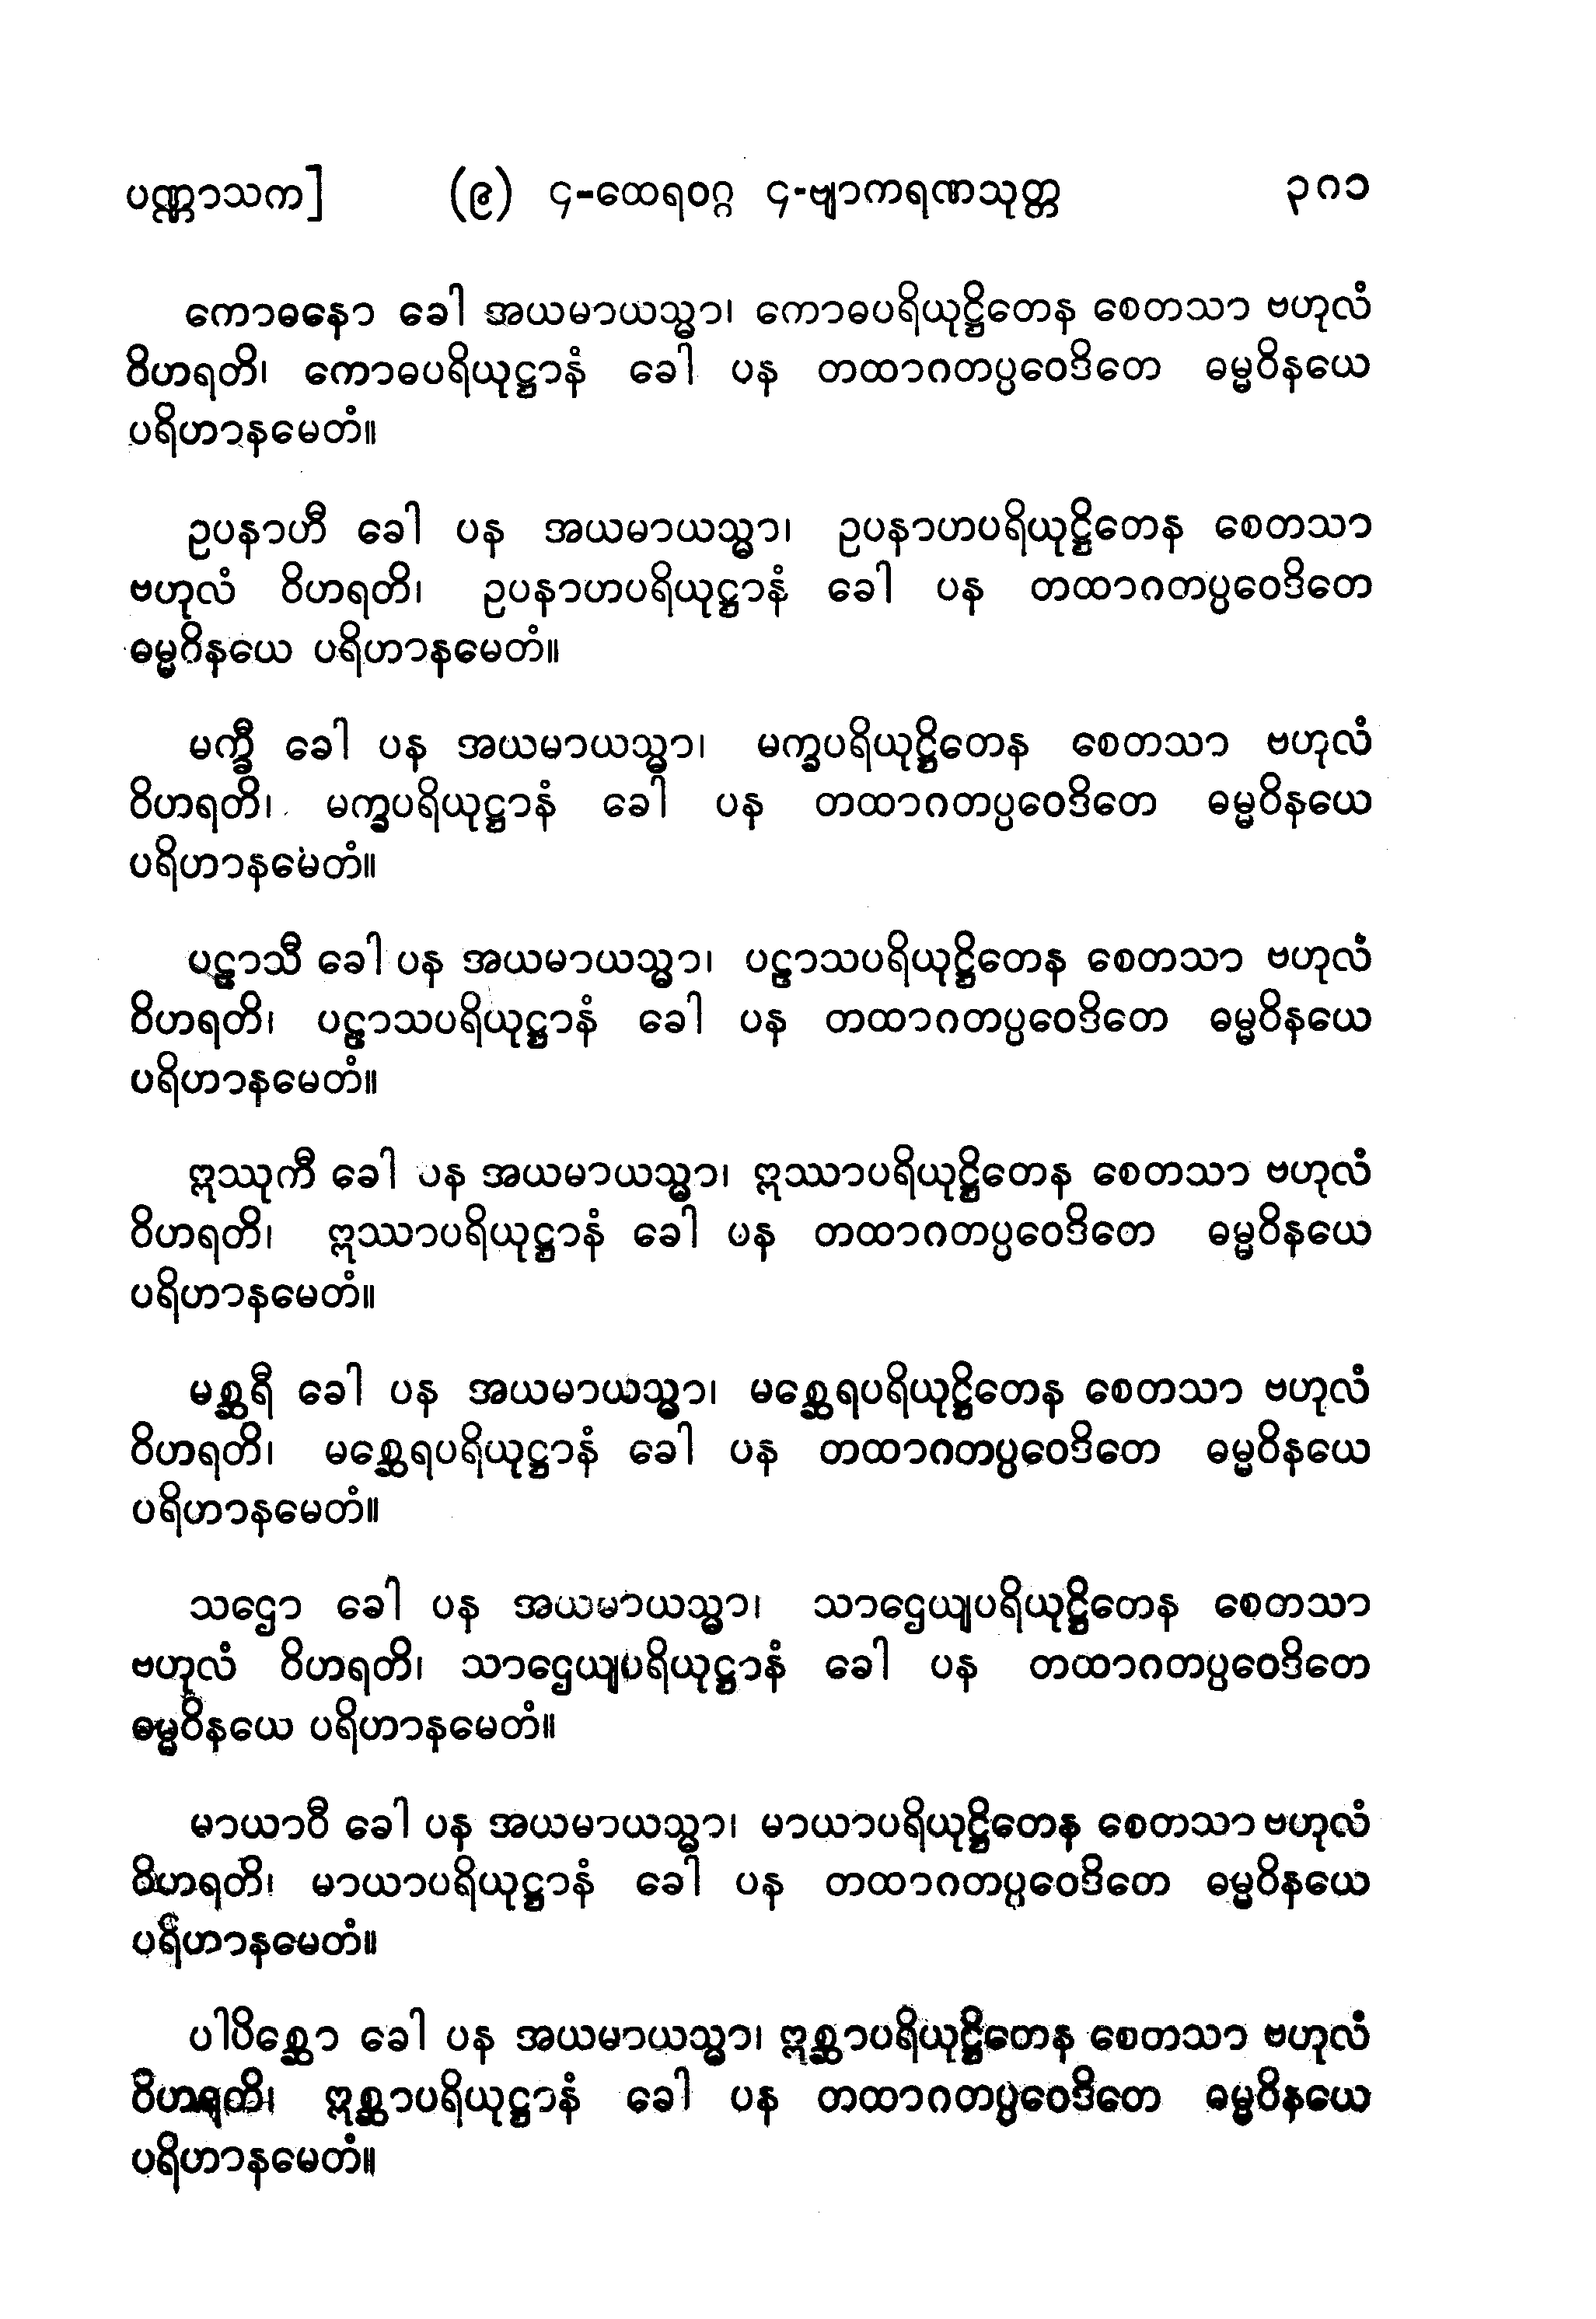 ပဏ္ဏာသက] (၉) ၄-ထေရဝဂ္ဂ ၄-ဗျာကရဏသုတ္တ ၃၈၁
ကောဓနော ခေါ အယမာယသ္မာ၊ ကောဓပရိယုဋ္ဌိတေန စေတသာ ဗဟုလံ
ဝိဟရတိ၊ ကောဓပရိယုဋ္ဌာနံ ခေါ ပန တထာဂတပ္ပဝေဒိတေ ဓမ္မဝိနယေ
ပရိဟာနမေတံ။
ဥပနာဟီ ခေါ ပန အယမာယသ္မာ၊ ဥပနာဟပရိယုဋ္ဌိတေန စေတသာ
ဗဟုလံ ဝိဟရတိ၊ ဥပနာဟပရိယုဋ္ဌာနံ ခေါ ပန တထာဂတပ္ပဝေဒိတေ
ဓမ္မဝိနယေ ပရိဟာနမေတံ။
မက္ခီ ခေါ ပန အယမာယသ္မာ၊ မက္ခပရိယုဋ္ဌိတေန စေတသာ ဗဟုလံ
ဝိဟရတိ၊ မက္ခပရိယုဋ္ဌာနံ ခေါ ပန တထာဂတပ္ပဝေဒိတေ ဓမ္မဝိနယေ
ပရိဟာနမေတံ။
ပဠာသီ ခေါ ပန အယမာယသ္မာ၊ ပဠာသပရိယုဋ္ဌိတေန စေတသာ ဗဟုလံ
ဝိဟရတိ၊ ပဠာသပရိယုဋ္ဌာနံ ခေါ ပန တထာဂတပ္ပဝေဒိတေ ဓမ္မဝိနယေ
ပရိဟာနမေတံ။
ဣဿုကီ ခေါ ပန အယမာယသ္မာ၊ ဣဿာပရိယုဋ္ဌိတေန စေတသာ ဗဟုလံ
ဝိဟရတိ၊ ဣဿာပရိယုဋ္ဌာနံ ခေါ ပန တထာဂတပ္ပဝေဒိတေ ဓမ္မဝိနယေ
ပရိဟာနမေတံ။
မစ္ဆရီ ခေါ ပန အယမာယသ္မာ၊ မစ္ဆေရပရိယုဋ္ဌိတေန စေတသာ ဗဟုလံ
ဝိဟရတိ၊ မစ္ဆေရပရိယုဋ္ဌာနံ ခေါ ပန တထာဂတပ္ပဝေဒိတေ ဓမ္မဝိနယေ
ပရိဟာနမေတံ။
သဌော ခေါ ပန အယမာယသ္မာ၊ သာဌေယျပရိယုဋ္ဌိတေန စေတသာ
ဗဟုလံ ဝိဟရတိ၊ သာဌေယျပရိယုဋ္ဌာနံ ခေါ ပန တထာဂတပ္ပဝေဒိတေ
ဓမ္မဝိနယေ ပရိဟာနမေတံ။
မာယာဝီ ခေါ ပန အယမာယသ္မာ၊ မာယာပရိယုဋ္ဌိတေန စေတသာ ဗဟုလံ
ဝိဟရတိ၊ မာယာပရိယုဋ္ဌာနံ ခေါ ပန တထာဂတပ္ပဝေဒိတေ ဓမ္မဝိနယေ
ပရိဟာနမေတံ။
ပါပိစ္ဆော ခေါ ပန အယမာယသ္မာ၊ ဣစ္ဆာပရိယုဋ္ဌိတေန စေတသာ ဗဟုလံ
ဝိဟရတိ၊ ဣစ္ဆာပရိယုဋ္ဌာနံ ခေါ ပန တထာဂတပ္ပဝေဒိတေ ဓမ္မဝိနယေ
ပရိဟာနမေတံ။